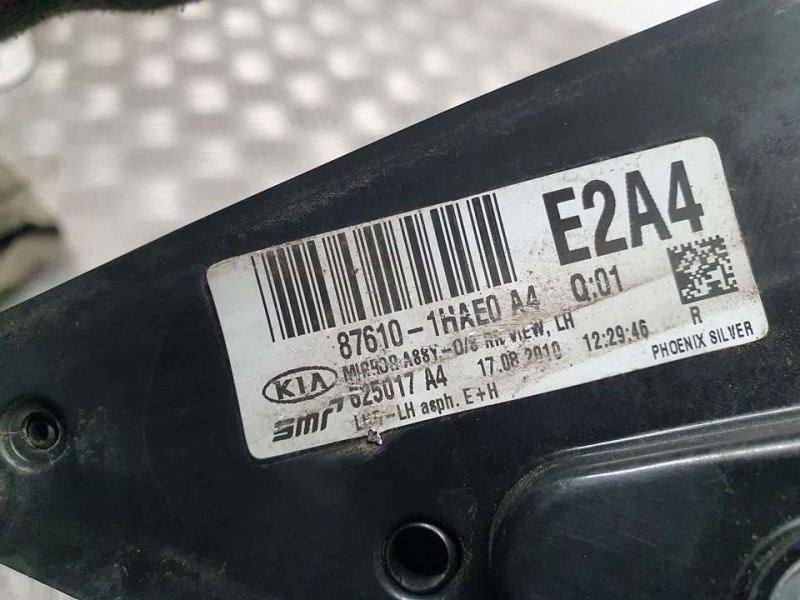 E2A4
87610-1HAE0 A4 Q:01
MIRROR ASSY-O/S RR VIEW, LH
R
KIA
625017 A4 17.08 2010 12:29:46
PHOENIX SILVER
smr
-LH asph. E+H